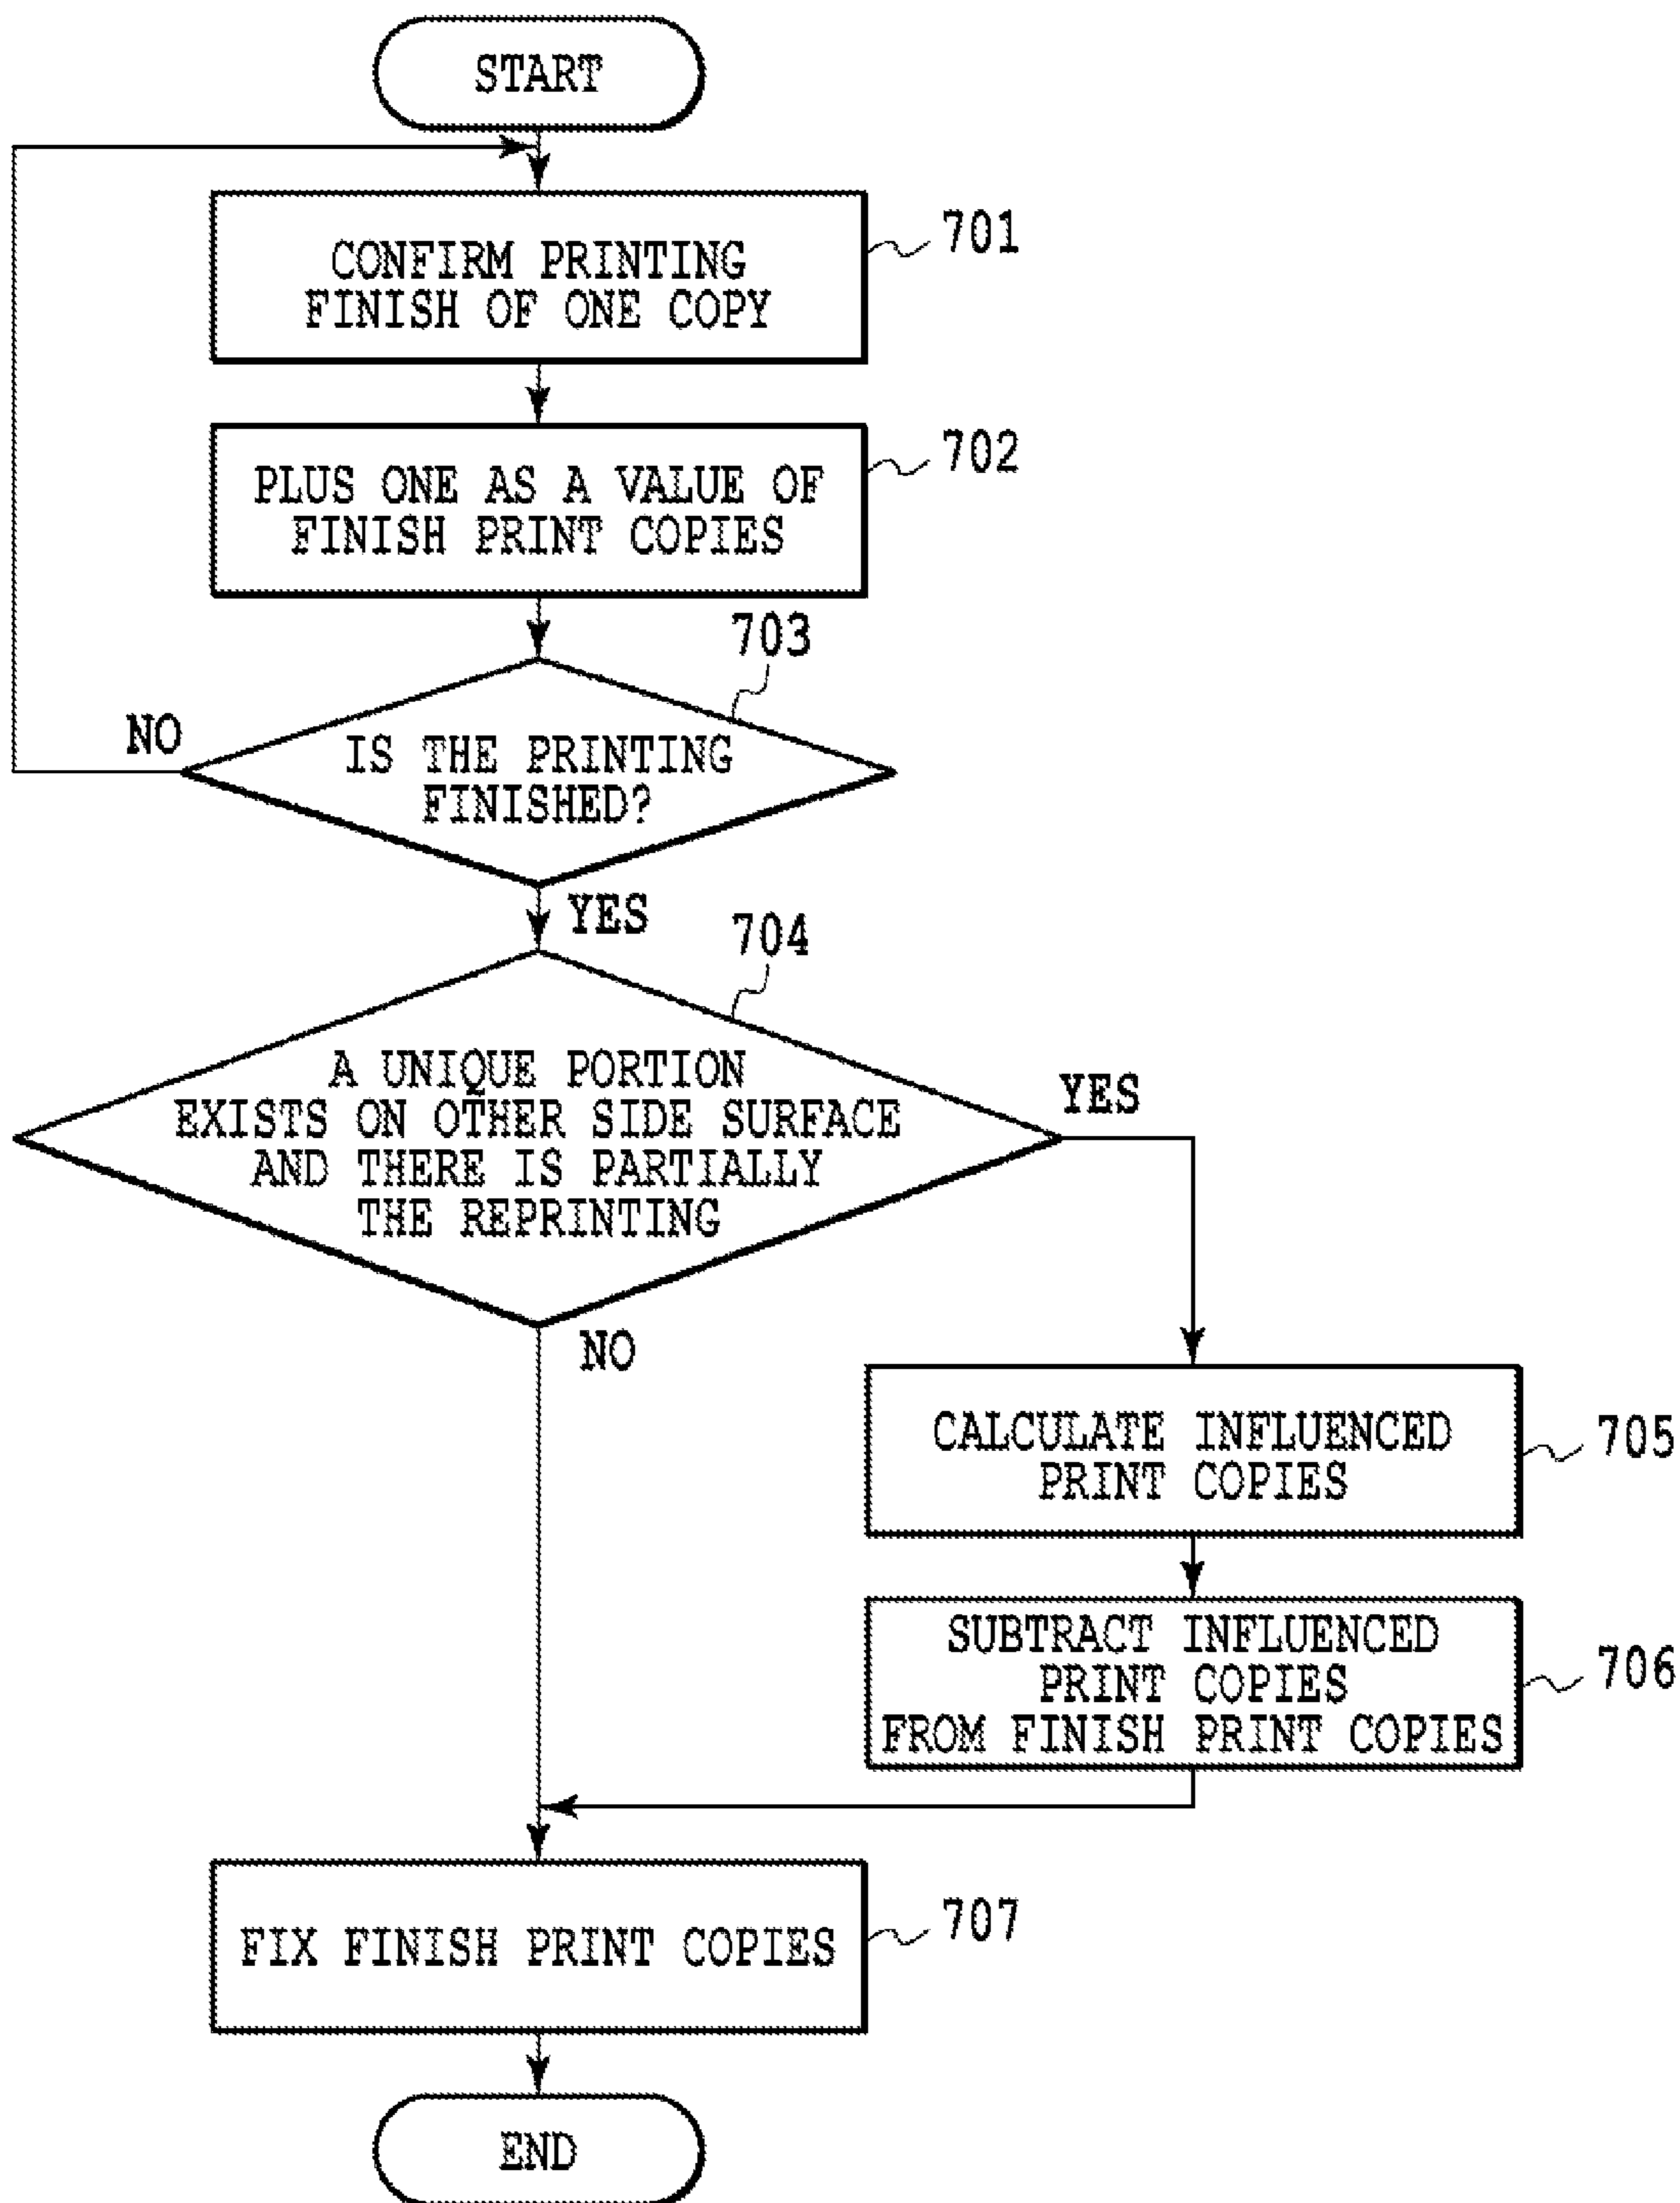 START
CONFIRM PRINTING
FINISH OF ONE COPY
701
PLUS ONE AS A VALUE OF
FINISH PRINT COPIES
702
703
IS THE PRINTING
FINISHED?
NO
YES
704
A UNIQUE PORTION
EXISTS ON OTHER SIDE SURFACE
AND THERE IS PARTIALLY
THE REPRINTING
YES
NO
CALCULATE INFLUENCED
PRINT COPIES
705
SUBTRACT INFLUENCED
PRINT COPIES
FROM FINISH PRINT COPIES
706
FIX FINISH PRINT COPIES
707
END